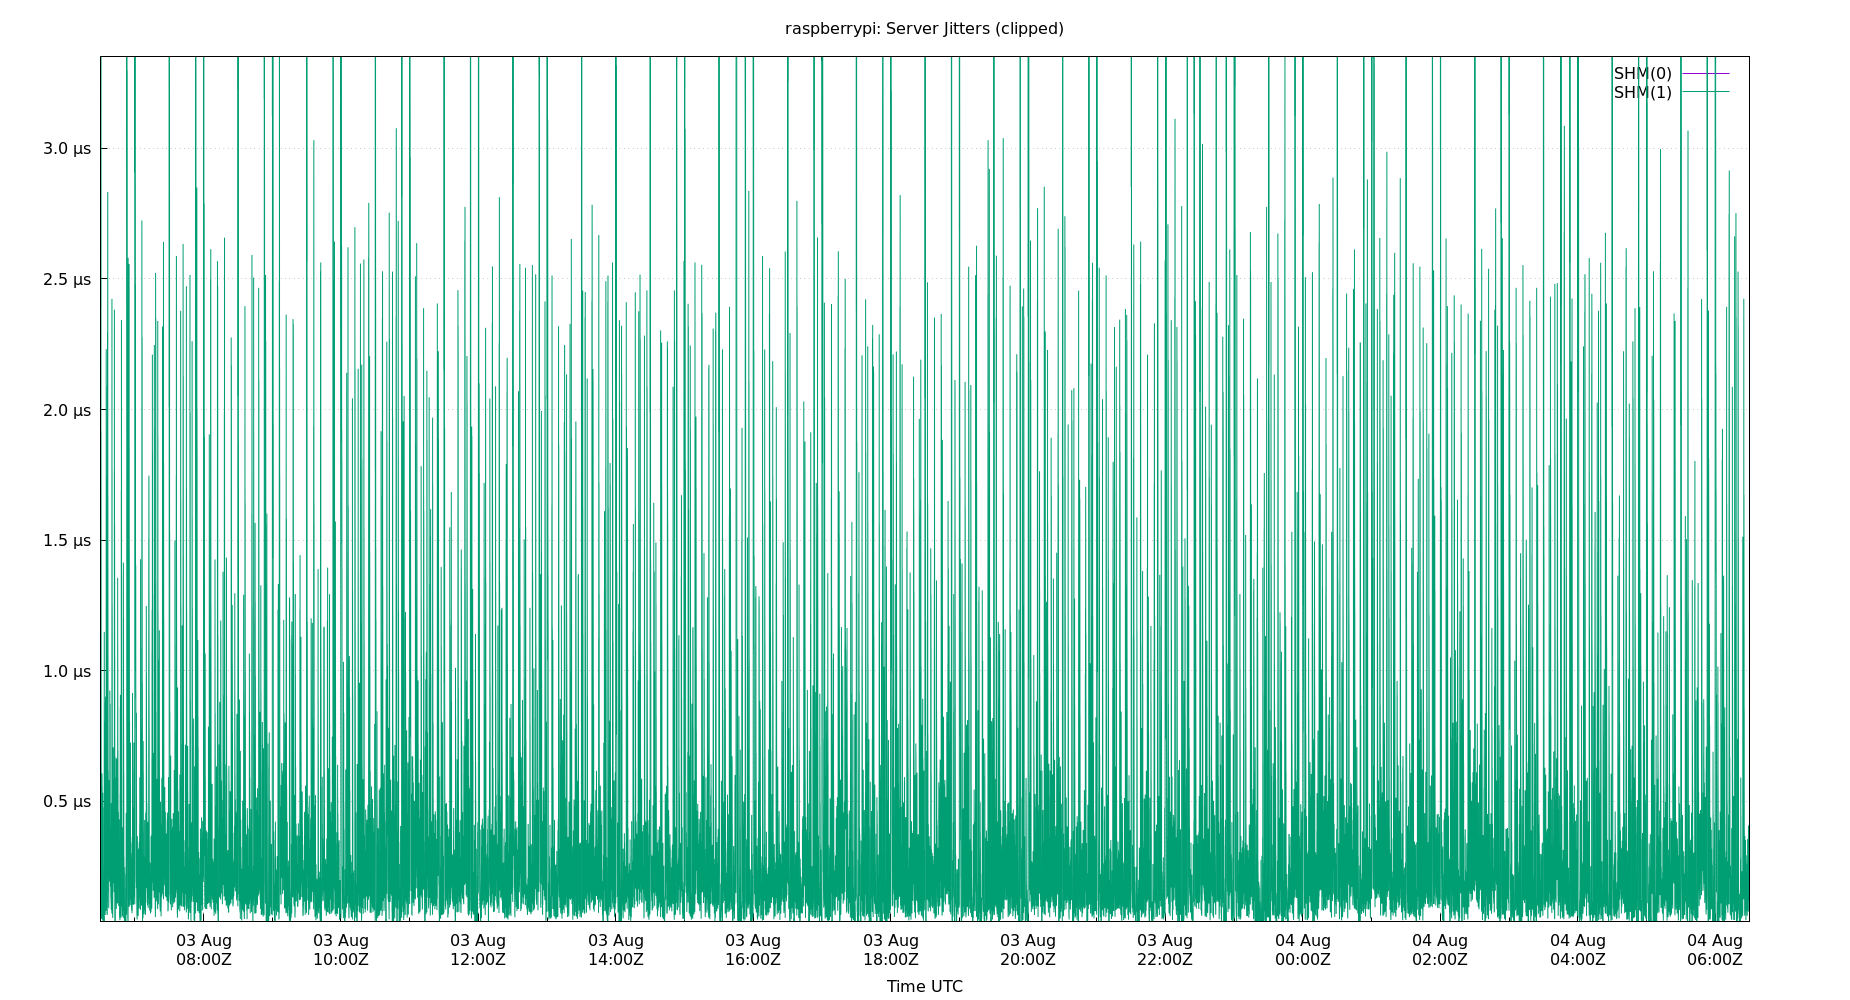 raspberrypi: Server Jitters (clipped)
SHM(0)
SHM(1)
3.0 μs
2.5 μs
2.0 μs
1.5 μs
1.0 μs
0.5 μs
03 Aug 03 Aug 03 Aug 03 Aug 03 Aug 03 Aug 03 Aug 03 Aug 04 Aug 04 Aug 04 Aug 04 Aug
08:00Z 10:00Z 12:00Z 14:00Z 16:00Z 18:00Z 20:00Z 22:00Z 00:00Z 02:00Z 04:00Z 06:00Z
Time UTC